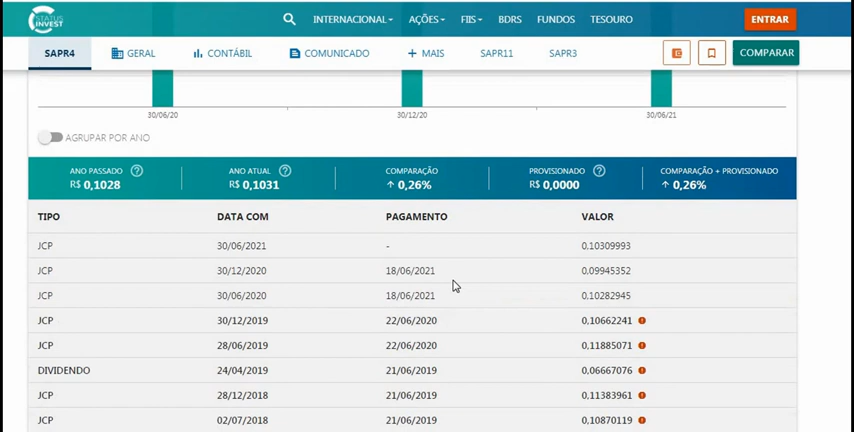 STATUS
INVEST
INTERNACIONAL AÇÕES FIIS BDRS FUNDOS TESOURO ENTRAR
SAPR4 GERAL CONTÁBIL COMUNICADO + MAIS SAPR11 SAPR3 COMPARAR
30/06/20 30/12/20 30/06/21
AGRUPAR POR ANO
ANO PASSADO ? ANO ATUAL ? COMPARAÇÃO PROVISIONADO ? COMPARAÇÃO + PROVISIONADO
R$ 0,1028 R$ 0,1031 ↑ 0,26% R$ 0,0000 ↑ 0,26%
TIPO DATA COM PAGAMENTO VALOR
JCP 30/06/2021 - 0,10309993
JCP 30/12/2020 18/06/2021 0,09945352
JCP 30/06/2020 18/06/2021 0,10282945
JCP 30/12/2019 22/06/2020 0,10662241
JCP 28/06/2019 22/06/2020 0,11885071
DIVIDENDO 24/04/2019 21/06/2019 0,06667076
JCP 28/12/2018 21/06/2019 0,11383961
JCP 02/07/2018 21/06/2019 0,10870119